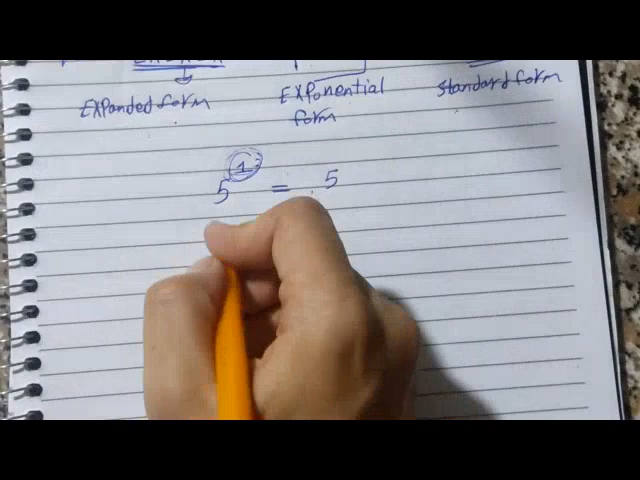 Expanded form
Exponential
form
Standard form
5¹ = 5